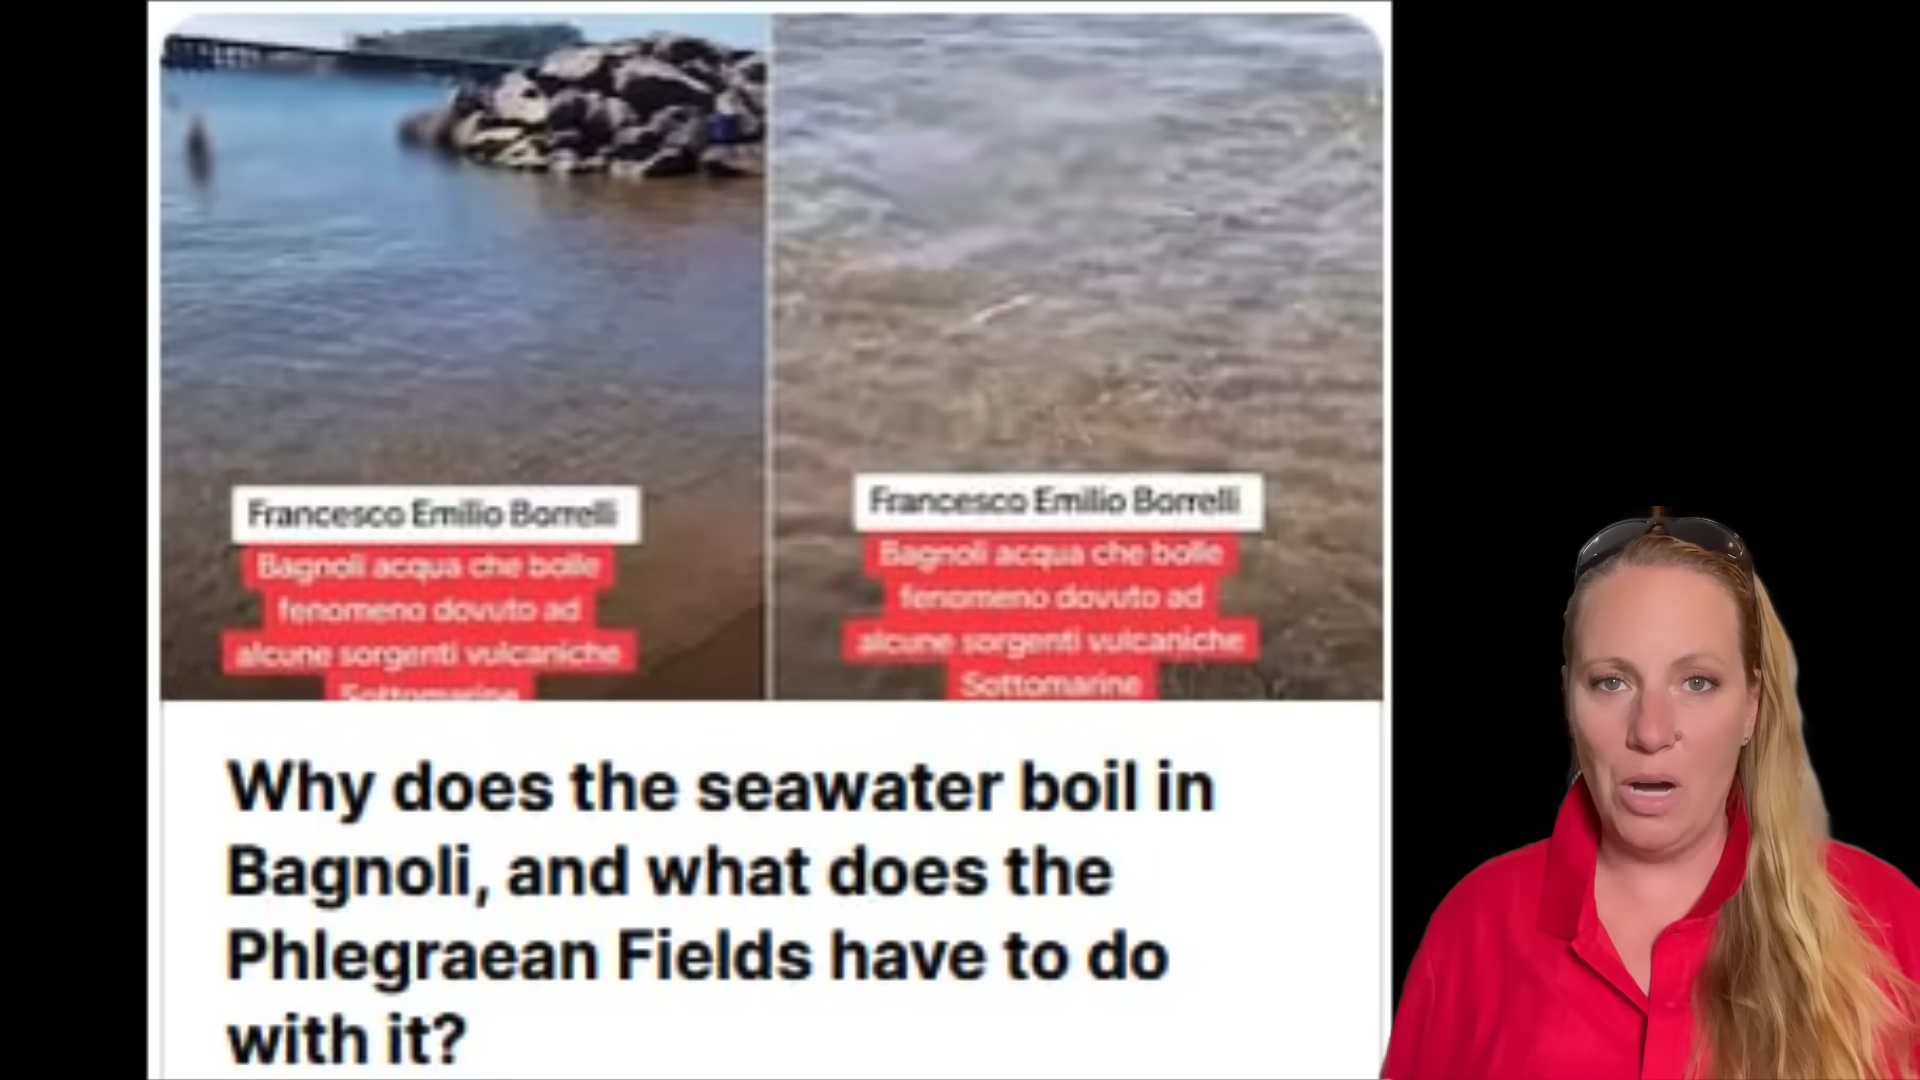 Francesco Emilio Borrelli
Bagnoli acqua che bolle
fenomeno dovuto ad
alcune sorgenti vulcaniche
Sottomarine
Francesco Emilio Borrelli
Bagnoli acqua che bolle
fenomeno dovuto ad
alcune sorgenti vulcaniche
Sottomarine
Why does the seawater boil in
Bagnoli, and what does the
Phlegraean Fields have to do
with it?